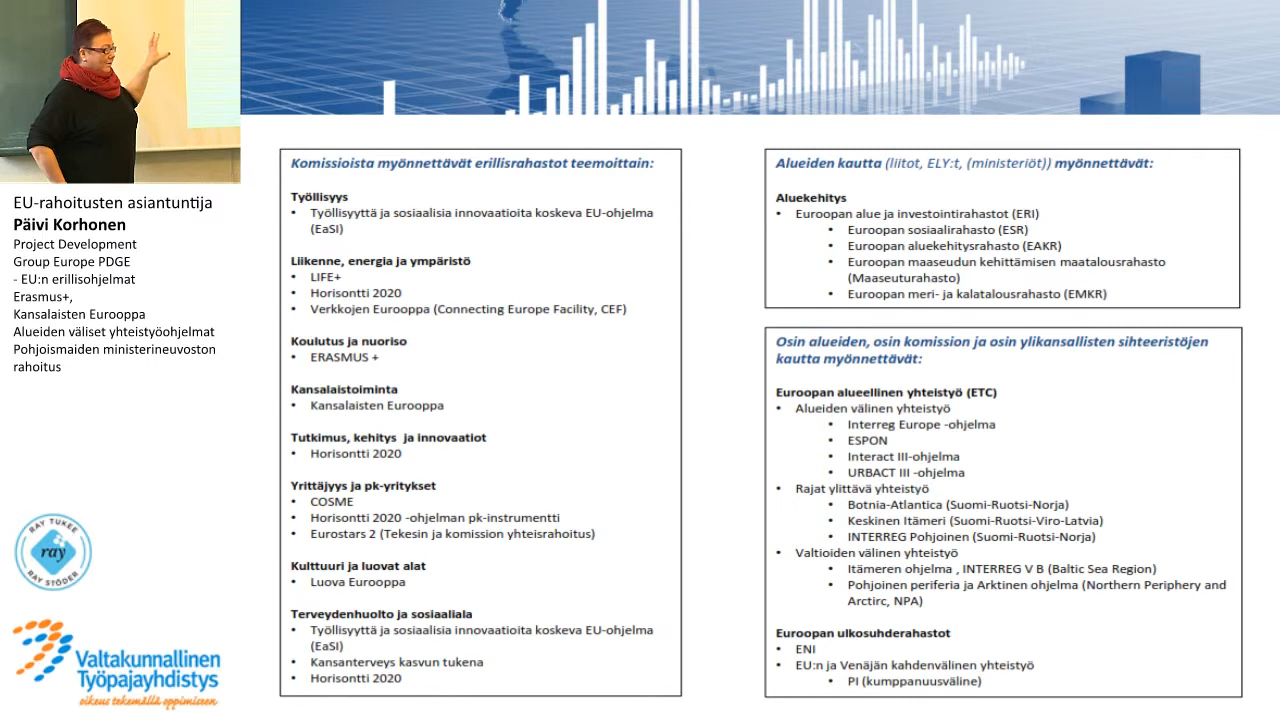 EU-rahoitusten asiantuntija
Päivi Korhonen
Project Development
Group Europe PDGE
- EU:n erillisohjelmat
Erasmus+,
Kansalaisten Eurooppa
Alueiden väliset yhteistyöohjelmat
Pohjoismaiden ministerineuvoston
rahoitus
RAY TUKEE
ray
RAY STÖDER
Valtakunnallinen
Työpajayhdistys
oikeus tekemällä oppimiseen
Komissioista myönnettävät erillisrahastot teemoittain:
Työllisyys
• Työllisyyttä ja sosiaalisia innovaatioita koskeva EU-ohjelma
(EaSI)
Liikenne, energia ja ympäristö
• LIFE+
• Horisontti 2020
• Verkkojen Eurooppa (Connecting Europe Facility, CEF)
Koulutus ja nuoriso
• ERASMUS +
Kansalaistoiminta
• Kansalaisten Eurooppa
Tutkimus, kehitys ja innovaatiot
• Horisontti 2020
Yrittäjyys ja pk-yritykset
• COSME
• Horisontti 2020 -ohjelman pk-instrumentti
• Eurostars 2 (Tekesin ja komission yhteisrahoitus)
Kulttuuri ja luovat alat
• Luova Eurooppa
Terveydenhuolto ja sosiaaliala
• Työllisyyttä ja sosiaalisia innovaatioita koskeva EU-ohjelma
(EaSI)
• Kansanterveys kasvun tukena
• Horisontti 2020
Alueiden kautta (liitot, ELY:t, (ministeriöt)) myönnettävät:
Aluekehitys
• Euroopan alue ja investointirahastot (ERI)
• Euroopan sosiaalirahasto (ESR)
• Euroopan aluekehitysrahasto (EAKR)
• Euroopan maaseudun kehittämisen maatalousrahasto
(Maaseuturahasto)
• Euroopan meri- ja kalatalousrahasto (EMKR)
Osin alueiden, osin komission ja osin ylikansallisten sihteeristöjen
kautta myönnettävät:
Euroopan alueellinen yhteistyö (ETC)
• Alueiden välinen yhteistyö
• Interreg Europe -ohjelma
• ESPON
• Interact III-ohjelma
• URBACT III -ohjelma
• Rajat ylittävä yhteistyö
• Botnia-Atlantica (Suomi-Ruotsi-Norja)
• Keskinen Itämeri (Suomi-Ruotsi-Viro-Latvia)
• INTERREG Pohjoinen (Suomi-Ruotsi-Norja)
• Valtioiden välinen yhteistyö
• Itämeren ohjelma , INTERREG V B (Baltic Sea Region)
• Pohjoinen periferia ja Arktinen ohjelma (Northern Periphery and
Arctirc, NPA)
Euroopan ulkosuhderahastot
• ENI
• EU:n ja Venäjän kahdenvälinen yhteistyö
• PI (kumppanuusväline)